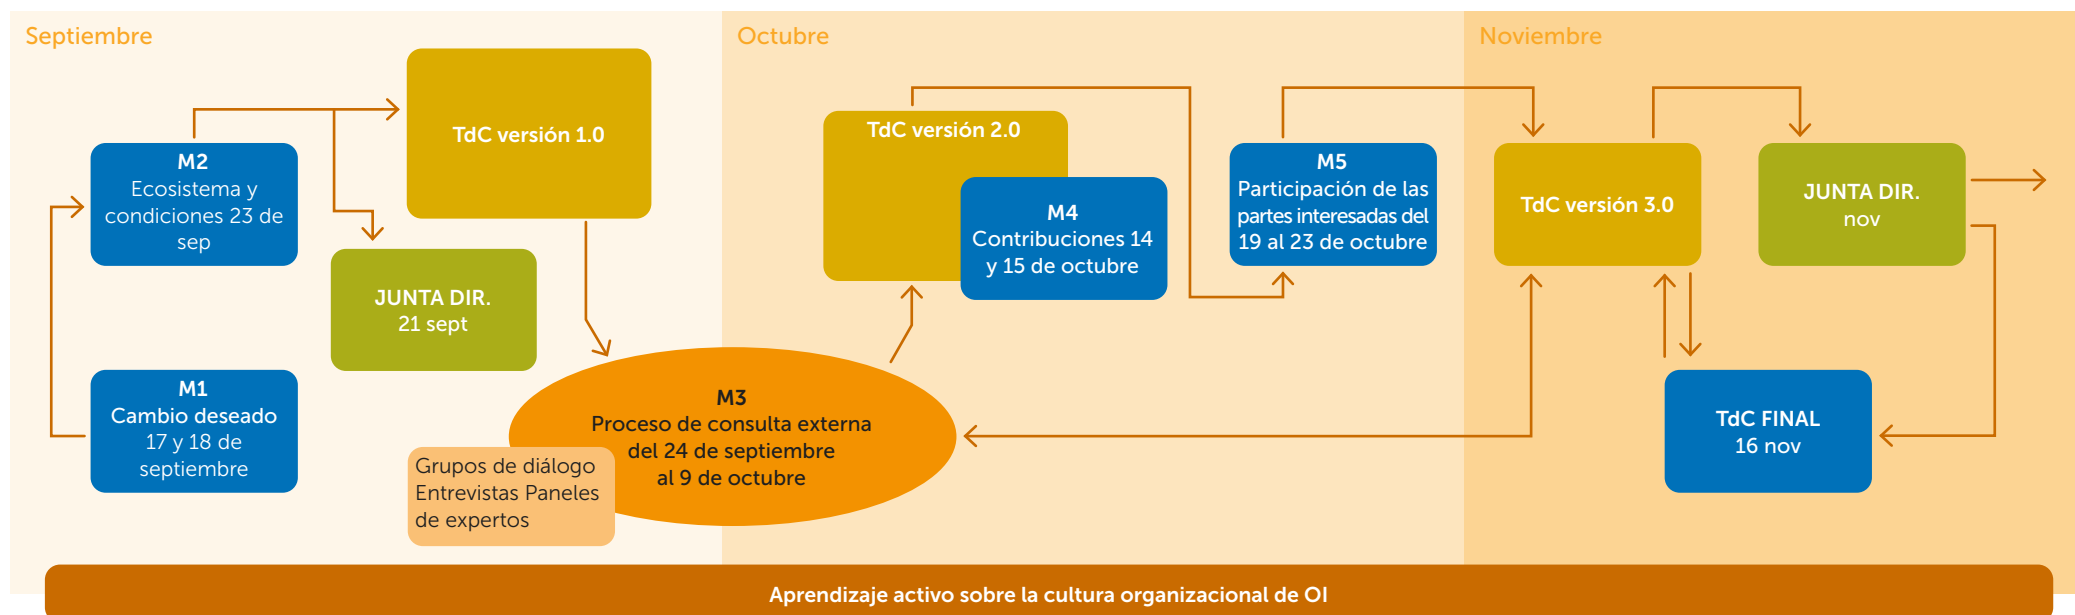 Septiembre
Octubre
Noviembre
TdC versión 1.0
M2
Ecosistema y
condiciones 23 de
sep
JUNTA DIR.
21 sept
M1
Cambio deseado
17 y 18 de
septiembre
M3
Proceso de consulta externa
del 24 de septiembre
al 9 de octubre
Grupos de diálogo
Entrevistas Paneles
de expertos
TdC versión 2.0
M4
Contribuciones 14
y 15 de octubre
M5
Participación de las
partes interesadas del
19 al 23 de octubre
TdC versión 3.0
JUNTA DIR.
nov
TdC FINAL
16 nov
Aprendizaje activo sobre la cultura organizacional de OI